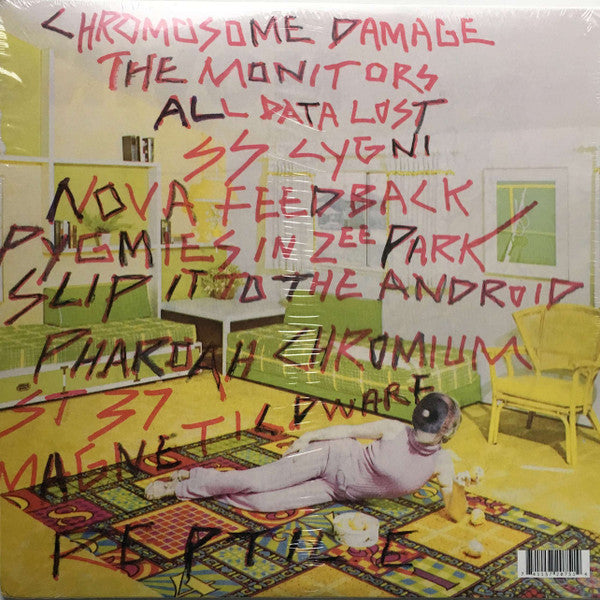 CHROMOSOME DAMAGE
THE MONITORS
ALL DATA LOST
SS CYGNI
NOVA FEEDBACK
PYGMIES IN ZEE PARK
SLIP IT TO THE ANDROID
PHAROAH CHROMIUM
ST 37
MAGNETIC DWARF
REPTILE